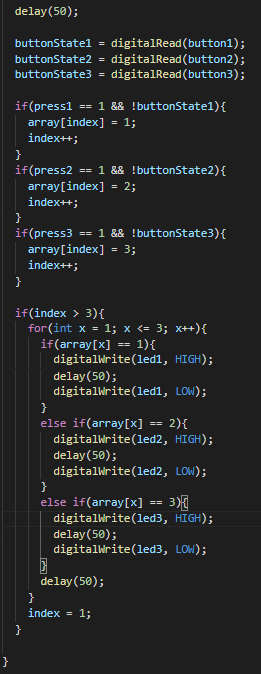 delay(50);
buttonState1 = digitalRead(button1);
buttonState2 = digitalRead(button2);
buttonState3 = digitalRead(button3);
if(press1 == 1 && !buttonState1){
array[index] = 1;
index++;
}
if(press2 == 1 && !buttonState2){
array[index] = 2;
index++;
}
if(press3 == 1 && !buttonState3){
array[index] = 3;
index++;
}
if(index > 3){
for(int x = 1; x <= 3; x++){
if(array[x] == 1){
digitalWrite(led1, HIGH);
delay(50);
digitalWrite(led1, LOW);
}
else if(array[x] == 2){
digitalWrite(led2, HIGH);
delay(50);
digitalWrite(led2, LOW);
}
else if(array[x] == 3){
digitalWrite(led3, HIGH);
delay(50);
digitalWrite(led3, LOW);
}
delay(50);
}
index = 1;
}
}